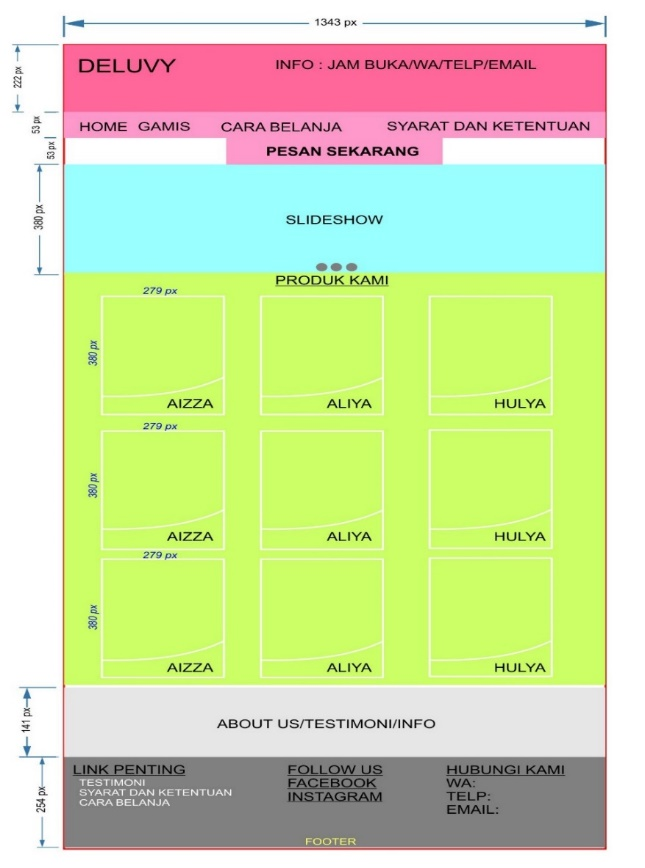 1343 px
222 px
DELUVY
INFO : JAM BUKA/WA/TELP/EMAIL
53 px
HOME GAMIS CARA BELANJA SYARAT DAN KETENTUAN
53 px
PESAN SEKARANG
380 px
SLIDESHOW
PRODUK KAMI
279 px
380 px
AIZZA ALIYA HULYA
279 px
380 px
AIZZA ALIYA HULYA
279 px
380 px
AIZZA ALIYA HULYA
141 px
ABOUT US/TESTIMONI/INFO
254 px
LINK PENTING
TESTIMONI
SYARAT DAN KETENTUAN
CARA BELANJA
FOLLOW US
FACEBOOK
INSTAGRAM
HUBUNGI KAMI
WA:
TELP:
EMAIL:
FOOTER